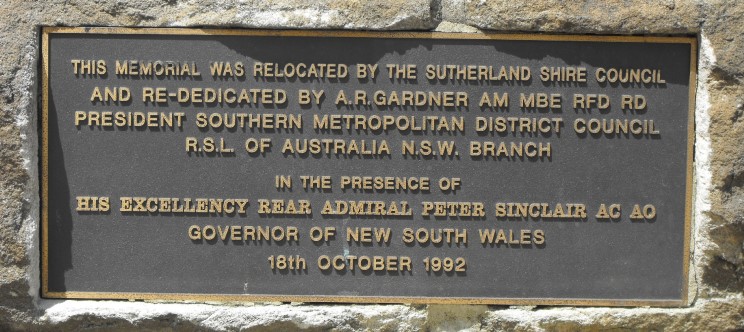 THIS MEMORIAL WAS RELOCATED BY THE SUTHERLAND SHIRE COUNCIL
AND RE-DEDICATED BY A.R.GARDNER AM MBE RFD RD
PRESIDENT SOUTHERN METROPOLITAN DISTRICT COUNCIL
R.S.L. OF AUSTRALIA N.S.W. BRANCH
IN THE PRESENCE OF
HIS EXCELLENCY REAR ADMIRAL PETER SINCLAIR AC AO
GOVERNOR OF NEW SOUTH WALES
18th OCTOBER 1992